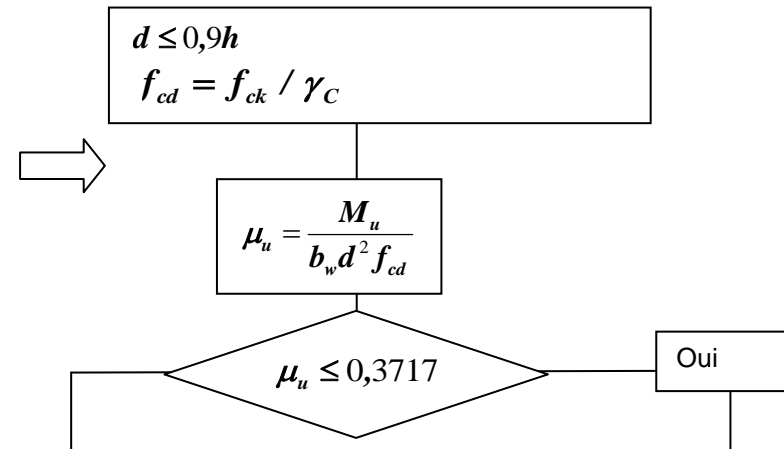 d ≤ 0,9h
f_cd = f_ck / γ_C
μ_u = M_u / (b_w d² f_cd)
μ_u ≤ 0,3717
Oui